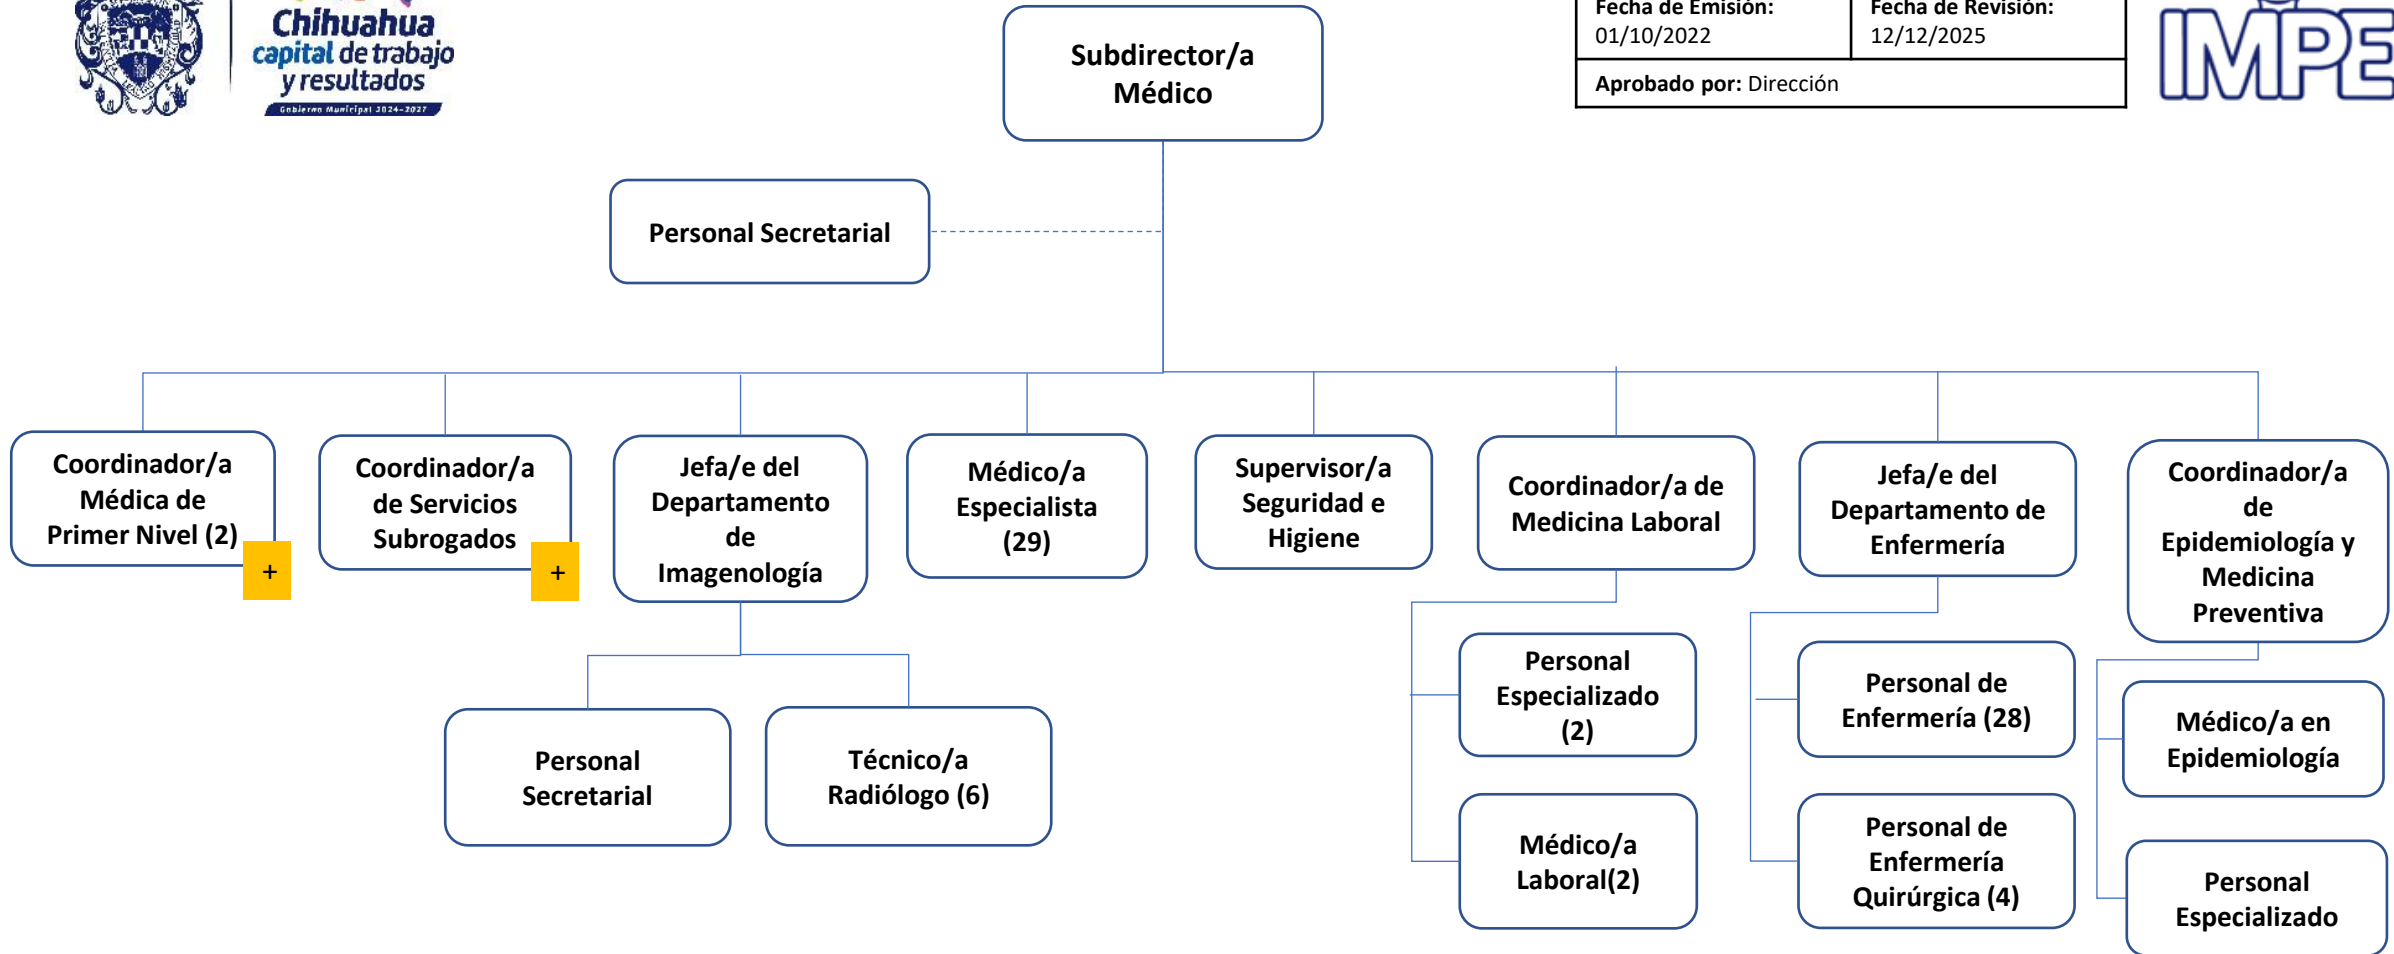 Chihuahua
capital de trabajo
y resultados
Gobierno Municipal 2024-2027
Subdirector/a
Médico
Fecha de Emisión:
01/10/2022
Fecha de Revisión:
12/12/2025
Aprobado por: Dirección
IMPE
Personal Secretarial
Coordinador/a
Médica de
Primer Nivel (2)
+
Coordinador/a
de Servicios
Subrogados
+
Jefa/e del
Departamento
de
Imagenología
Médico/a
Especialista
(29)
Supervisor/a
Seguridad e
Higiene
Coordinador/a de
Medicina Laboral
Jefa/e del
Departamento de
Enfermería
Coordinador/a
de
Epidemiología y
Medicina
Preventiva
Personal
Secretarial
Técnico/a
Radiólogo (6)
Personal
Especializado
(2)
Médico/a
Laboral(2)
Personal de
Enfermería (28)
Personal de
Enfermería
Quirúrgica (4)
Médico/a en
Epidemiología
Personal
Especializado